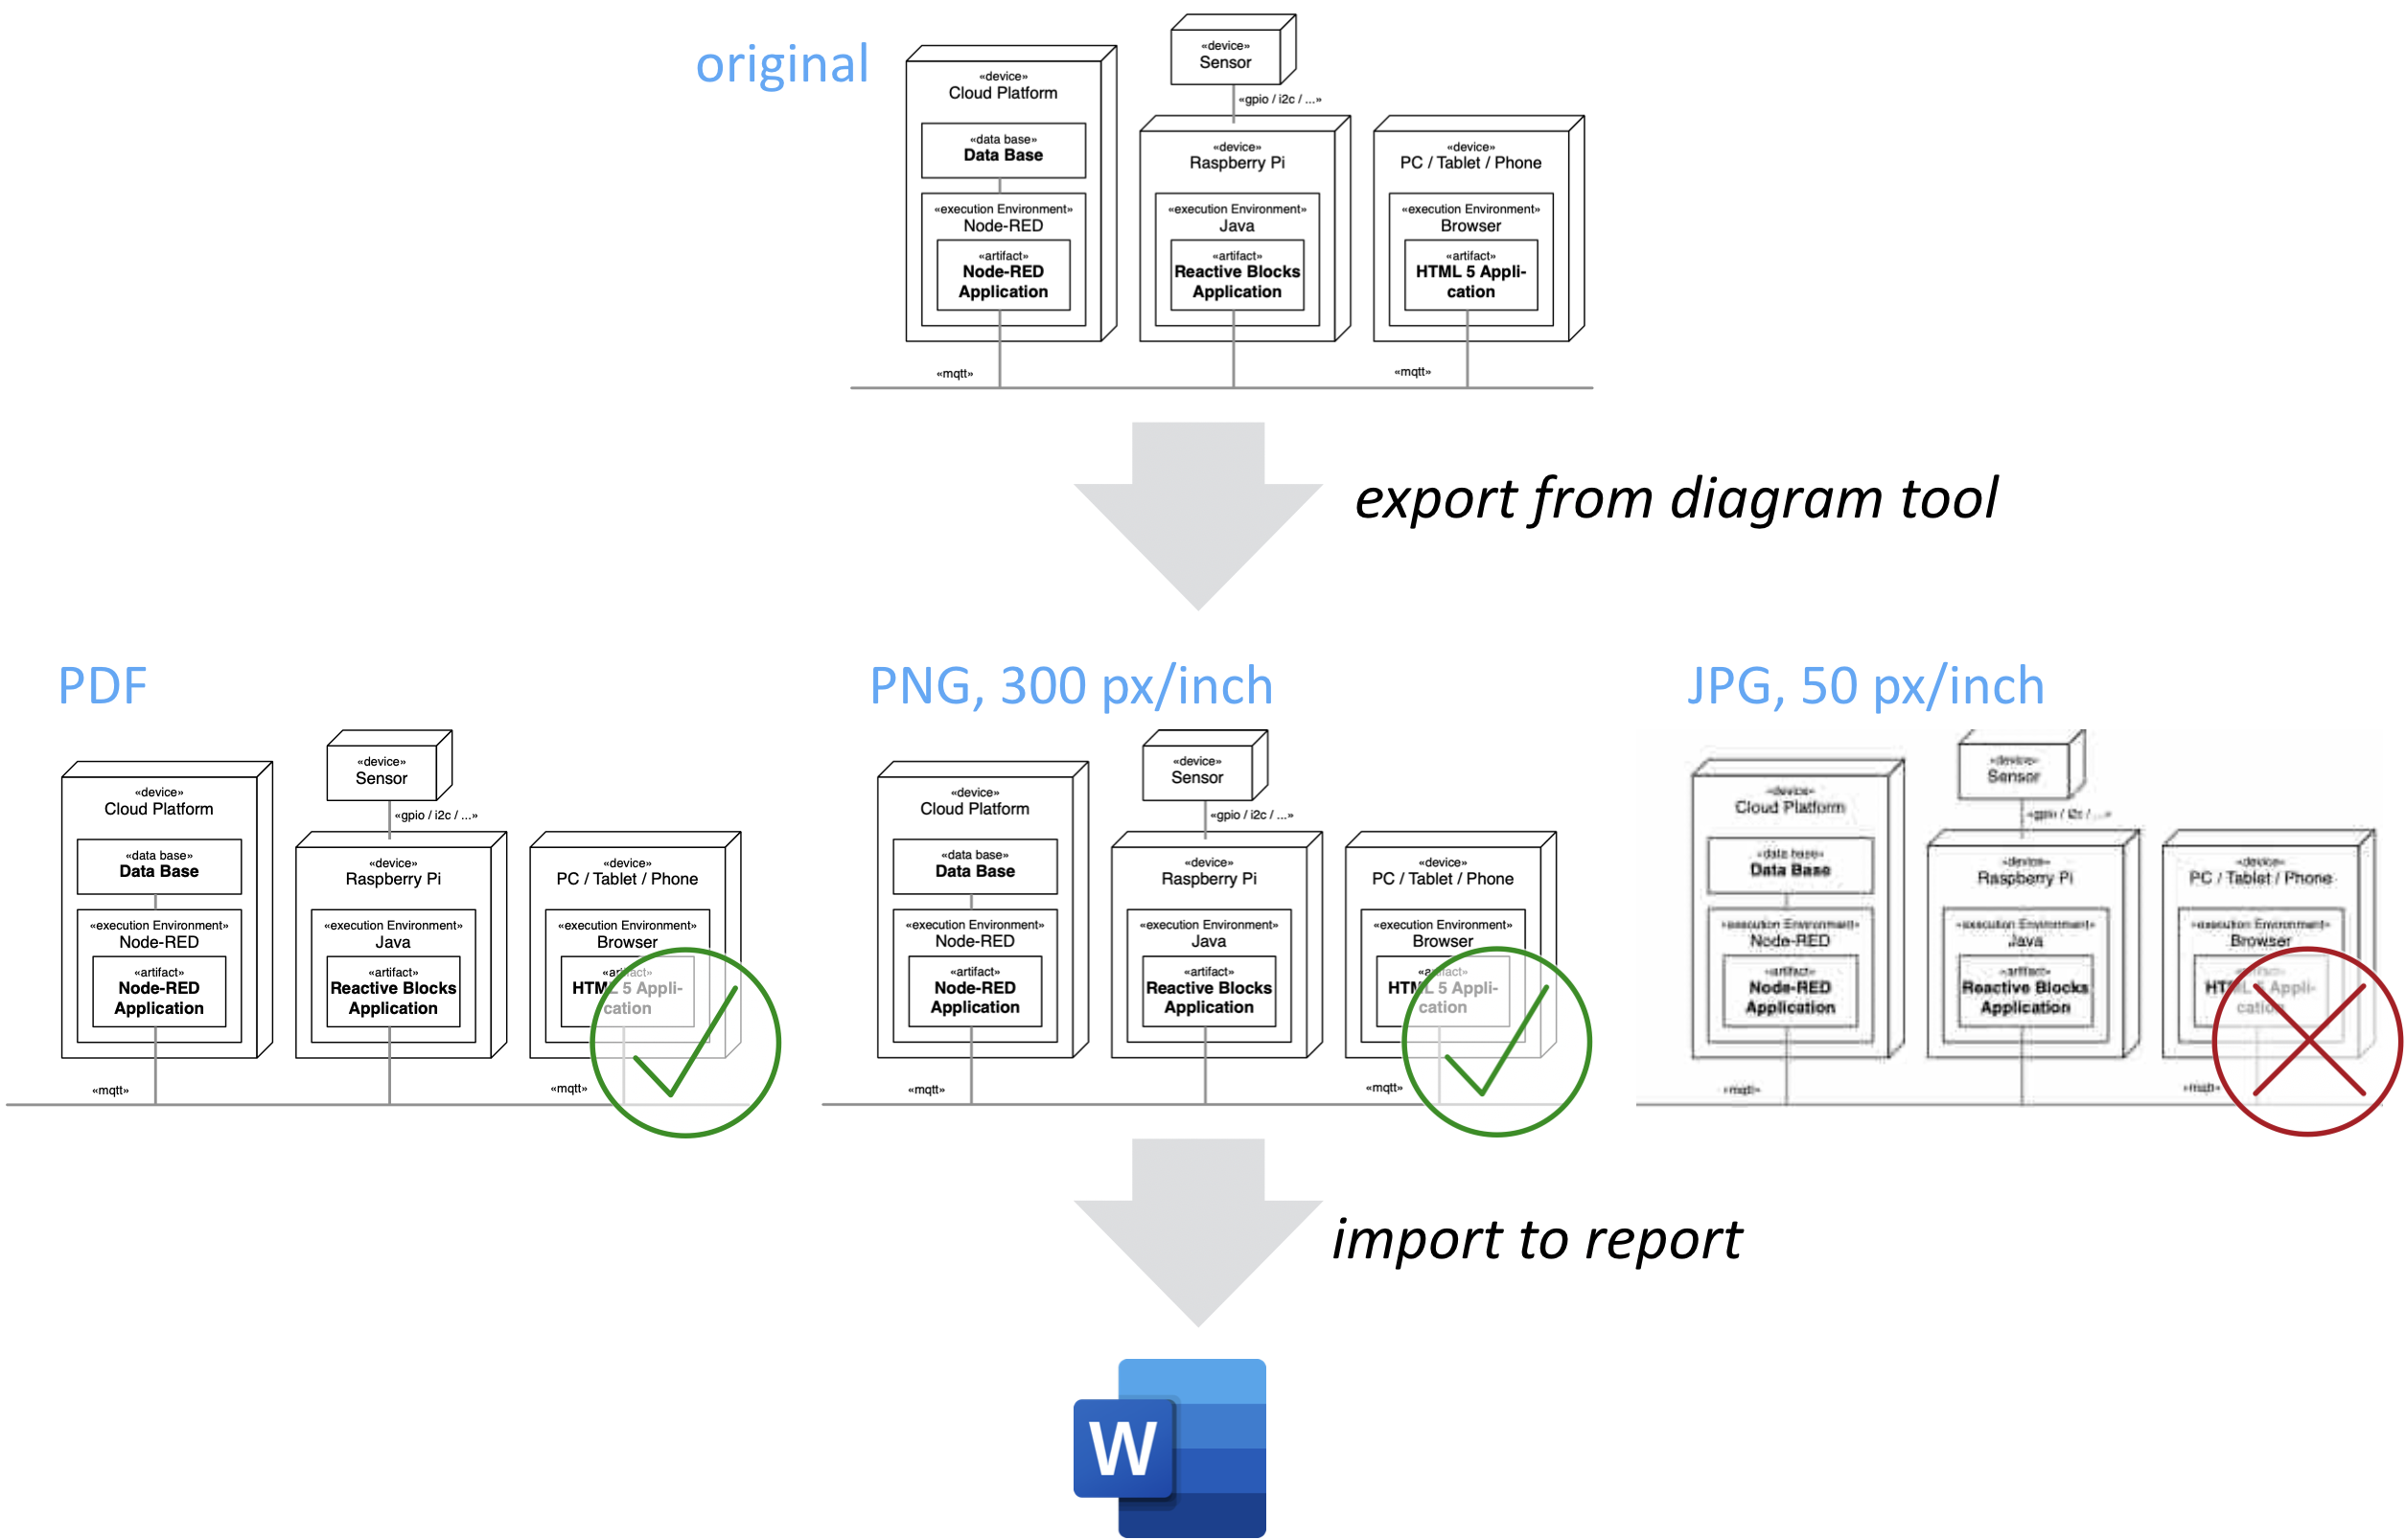 original
«device»
Sensor
«gpio / i2c / ...»
«device»
Cloud Platform
«data base»
Data Base
«execution Environment»
Node-RED
«artifact»
Node-RED
Application
«device»
Raspberry Pi
«execution Environment»
Java
«artifact»
Reactive Blocks
Application
«device»
PC / Tablet / Phone
«execution Environment»
Browser
«artifact»
HTML 5 Appli-
cation
«mqtt»
«mqtt»
export from diagram tool
PDF
«device»
Sensor
«gpio / i2c / ...»
«device»
Cloud Platform
«data base»
Data Base
«execution Environment»
Node-RED
«artifact»
Node-RED
Application
«device»
Raspberry Pi
«execution Environment»
Java
«artifact»
Reactive Blocks
Application
«device»
PC / Tablet / Phone
«execution Environment»
Browser
«artifact»
HTML 5 Appli-
cation
«mqtt»
«mqtt»
PNG, 300 px/inch
«device»
Sensor
«gpio / i2c / ...»
«device»
Cloud Platform
«data base»
Data Base
«execution Environment»
Node-RED
«artifact»
Node-RED
Application
«device»
Raspberry Pi
«execution Environment»
Java
«artifact»
Reactive Blocks
Application
«device»
PC / Tablet / Phone
«execution Environment»
Browser
«artifact»
HTML 5 Appli-
cation
«mqtt»
«mqtt»
JPG, 50 px/inch
«device»
Sensor
«gpio / i2c / ...»
«device»
Cloud Platform
«data base»
Data Base
«execution Environment»
Node-RED
«artifact»
Node-RED
Application
«device»
Raspberry Pi
«execution Environment»
Java
«artifact»
Reactive Blocks
Application
«device»
PC / Tablet / Phone
«execution Environment»
Browser
«artifact»
HTML 5 Appli-
cation
«mqtt»
«mqtt»
import to report
W